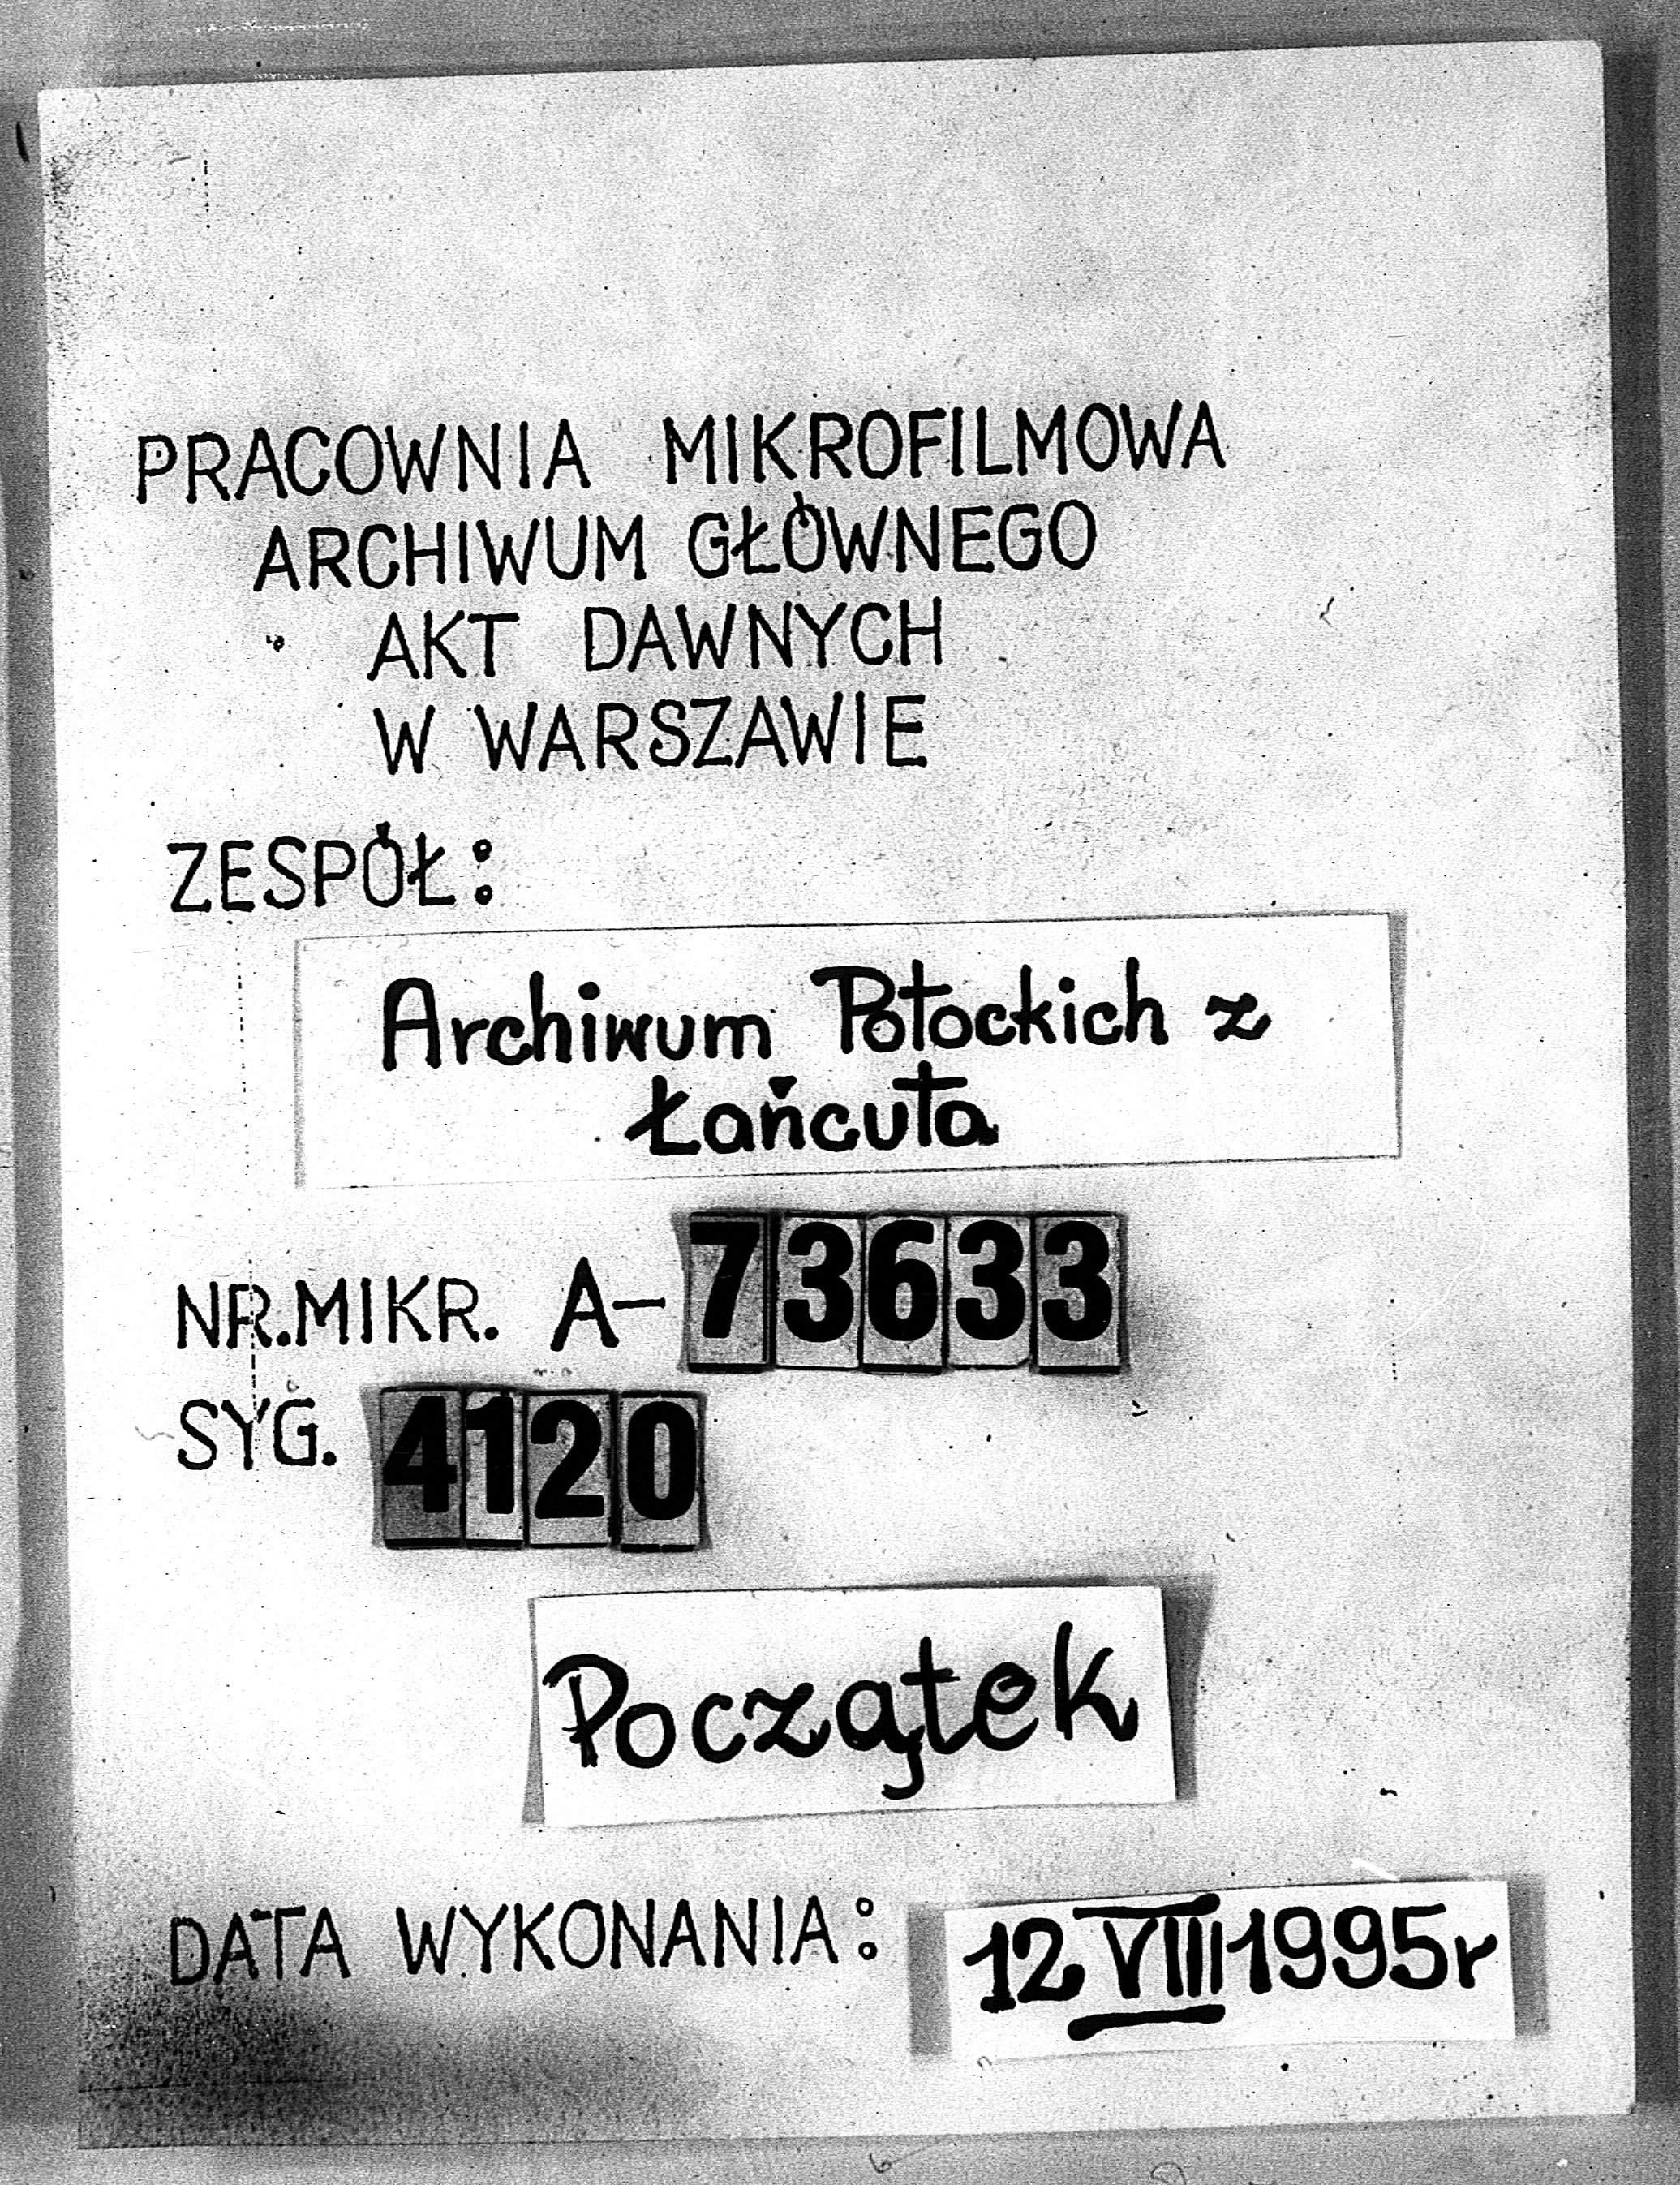 PRACOWNIA MIKROFILMOWA
ARCHIWUM GŁÓWNEGO
AKT DAWNYCH
W WARSZAWIE
ZESPÓŁ:
Archiwum Potockich z
Łańcuta
NR.MIKR. A-73633
SYG. 4120
Początek
DATA WYKONANIA: 12 VIII 1995r